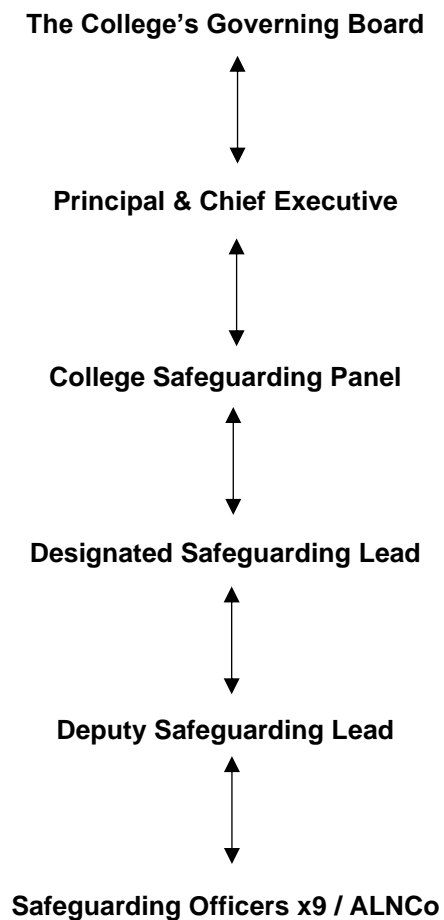 The College's Governing Board
Principal & Chief Executive
College Safeguarding Panel
Designated Safeguarding Lead
Deputy Safeguarding Lead
Safeguarding Officers x9 / ALNCo